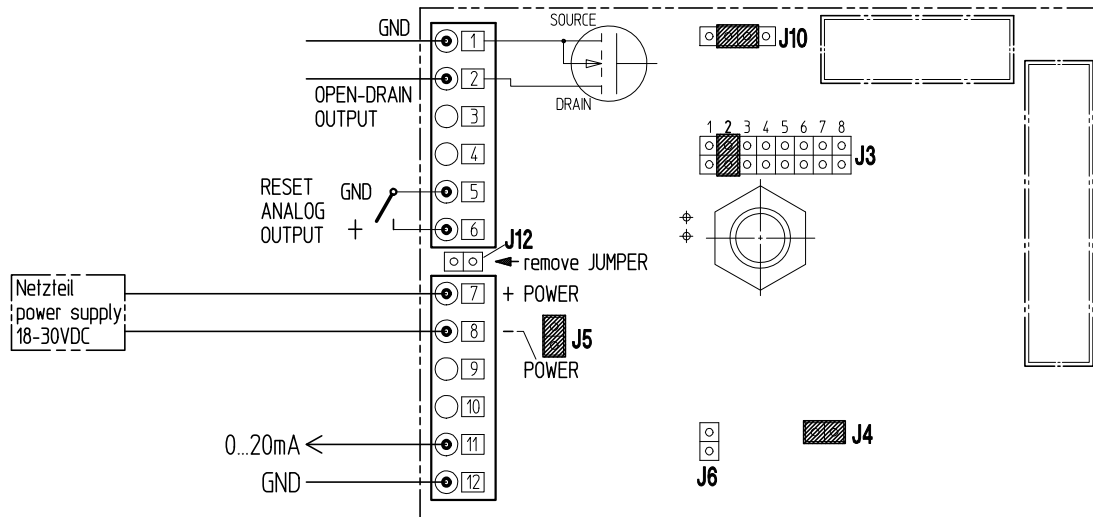 GND
1
SOURCE
J10
2
OPEN-DRAIN
OUTPUT
DRAIN
3
4
1 2 3 4 5 6 7 8
J3
RESET
ANALOG
OUTPUT
GND
+
5
6
J12
remove JUMPER
Netzteil
power supply
18-30VDC
7
+ POWER
8
-
POWER
J5
9
10
0...20mA
11
J6
J4
GND
12